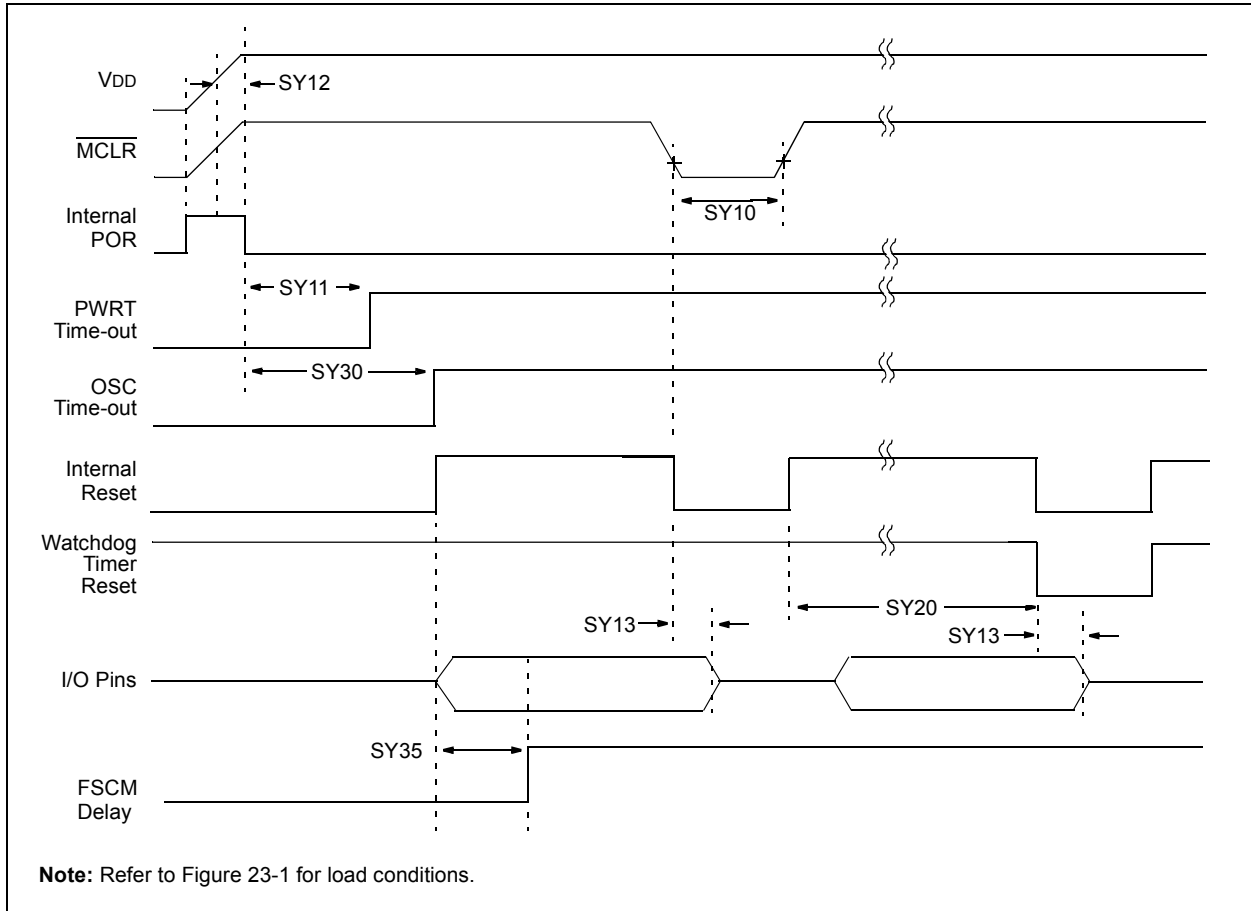 VDD
SY12
MCLR
SY10
Internal
POR
SY11
PWRT
Time-out
SY30
OSC
Time-out
Internal
Reset
Watchdog
Timer
Reset
SY20
SY13
SY13
I/O Pins
SY35
FSCM
Delay
Note: Refer to Figure 23-1 for load conditions.